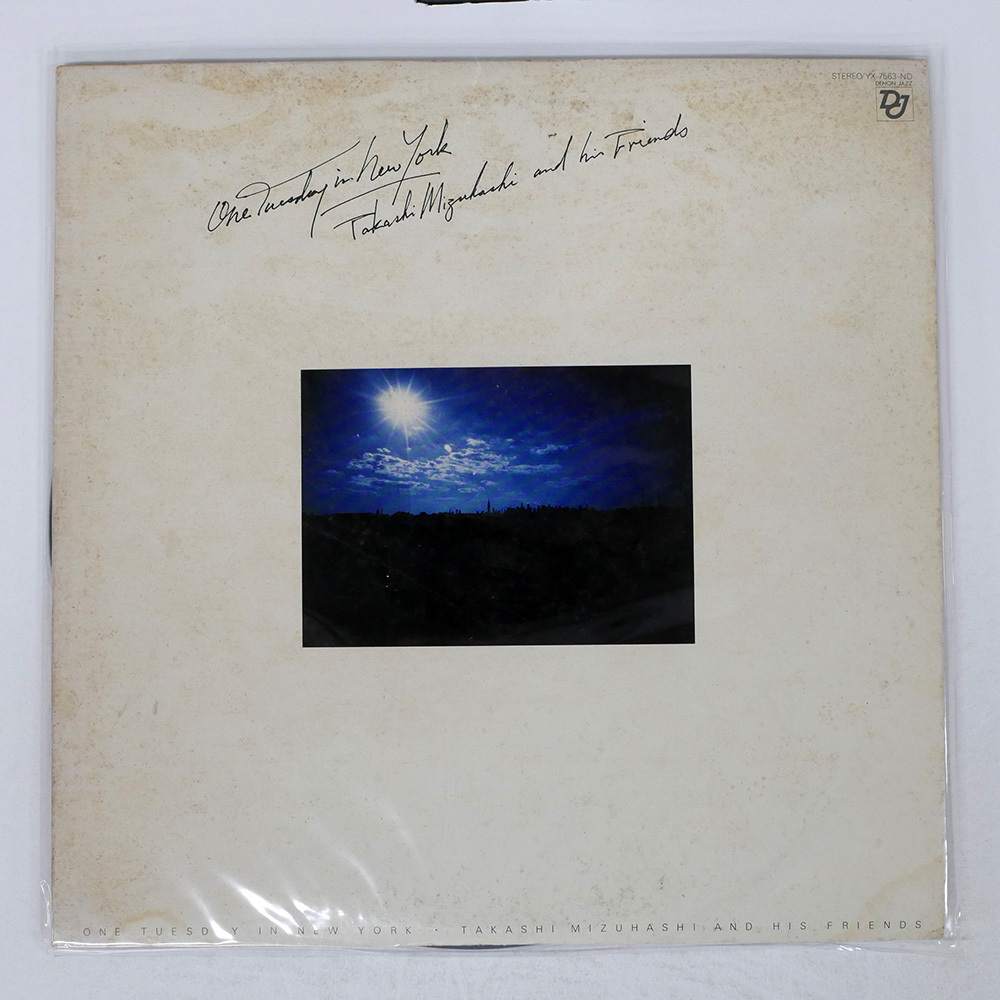 STEREO/YX-7563-ND
DENON JAZZ
DJ
One Tuesday in New York
Takashi Mizuhashi and his Friends
ONE TUESDAY IN NEW YORK · TAKASHI MIZUHASHI AND HIS FRIENDS